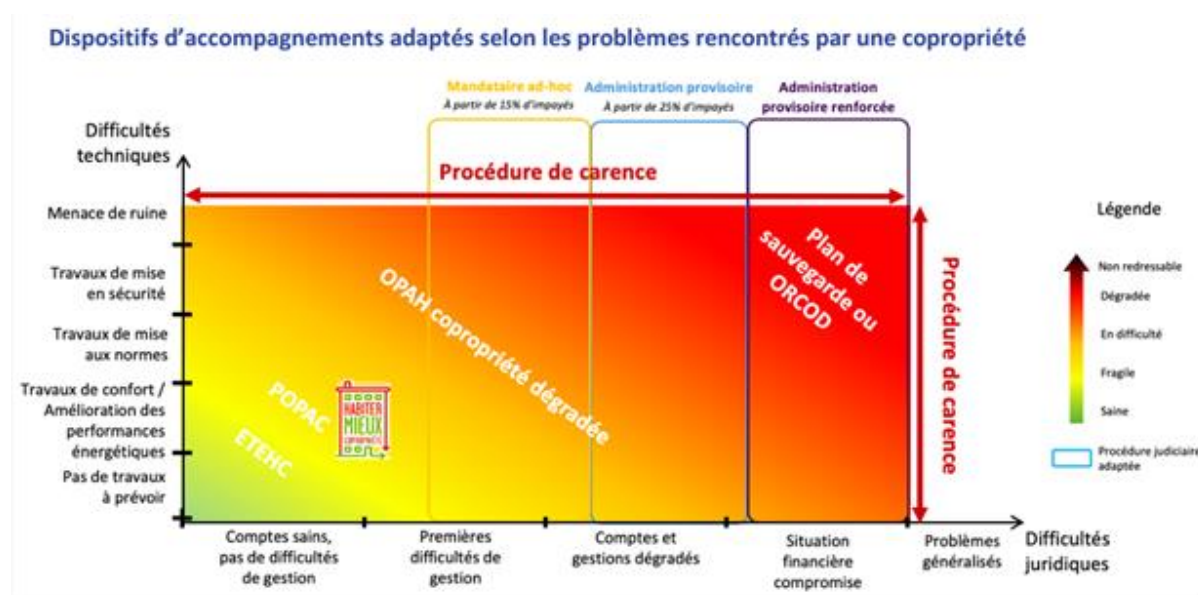 Dispositifs d'accompagnements adaptés selon les problèmes rencontrés par une copropriété
Mandataire ad-hoc
À partir de 15% d'impayés
Administration provisoire
À partir de 25% d'impayés
Administration
provisoire renforcée
Difficultés
techniques
Procédure de carence
Menace de ruine
Travaux de mise
en sécurité
Travaux de mise
aux normes
Travaux de confort /
Amélioration des
performances
énergétiques
Pas de travaux
à prévoir
ETEHC
POPAC
HABITER
MIEUX
COPROPRIÉTÉ
OPAH copropriété dégradée
Plan de
sauvegarde ou
ORCOD
Procédure de carence
Comptes sains,
pas de difficultés
de gestion
Premières
difficultés de
gestion
Comptes et
gestions dégradés
Situation
financière
compromise
Problèmes
généralisés
Difficultés
juridiques
Légende
Non redressable
Dégradée
En difficulté
Fragile
Saine
Procédure judiciaire
adaptée